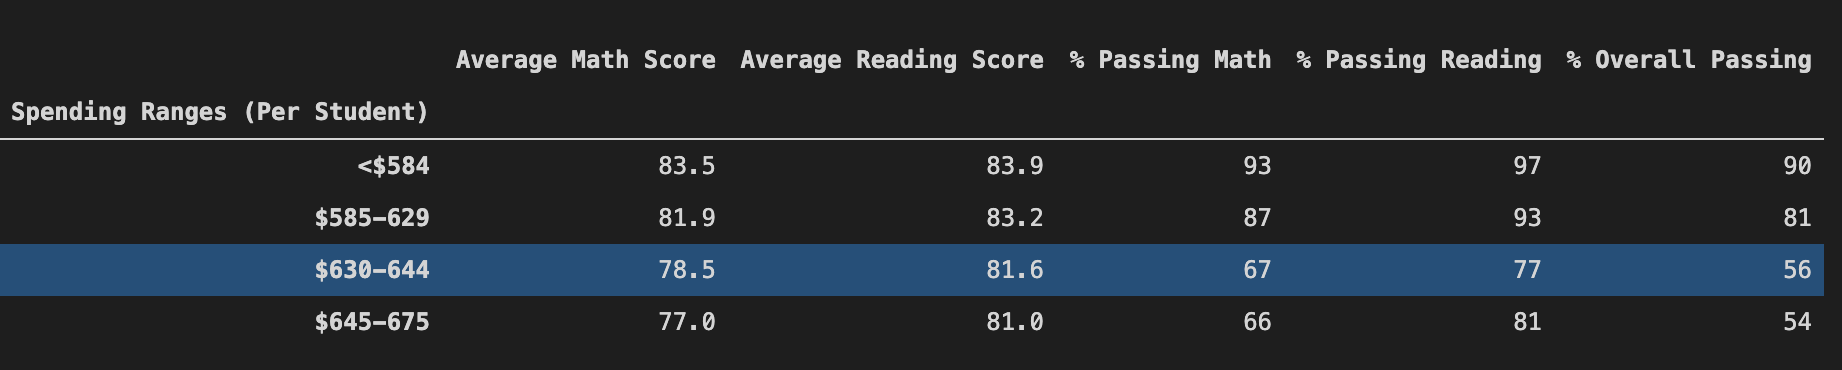 Average Math Score Average Reading Score % Passing Math % Passing Reading % Overall Passing
Spending Ranges (Per Student)
<$584 83.5 83.9 93 97 90
$585-629 81.9 83.2 87 93 81
$630-644 78.5 81.6 67 77 56
$645-675 77.0 81.0 66 81 54